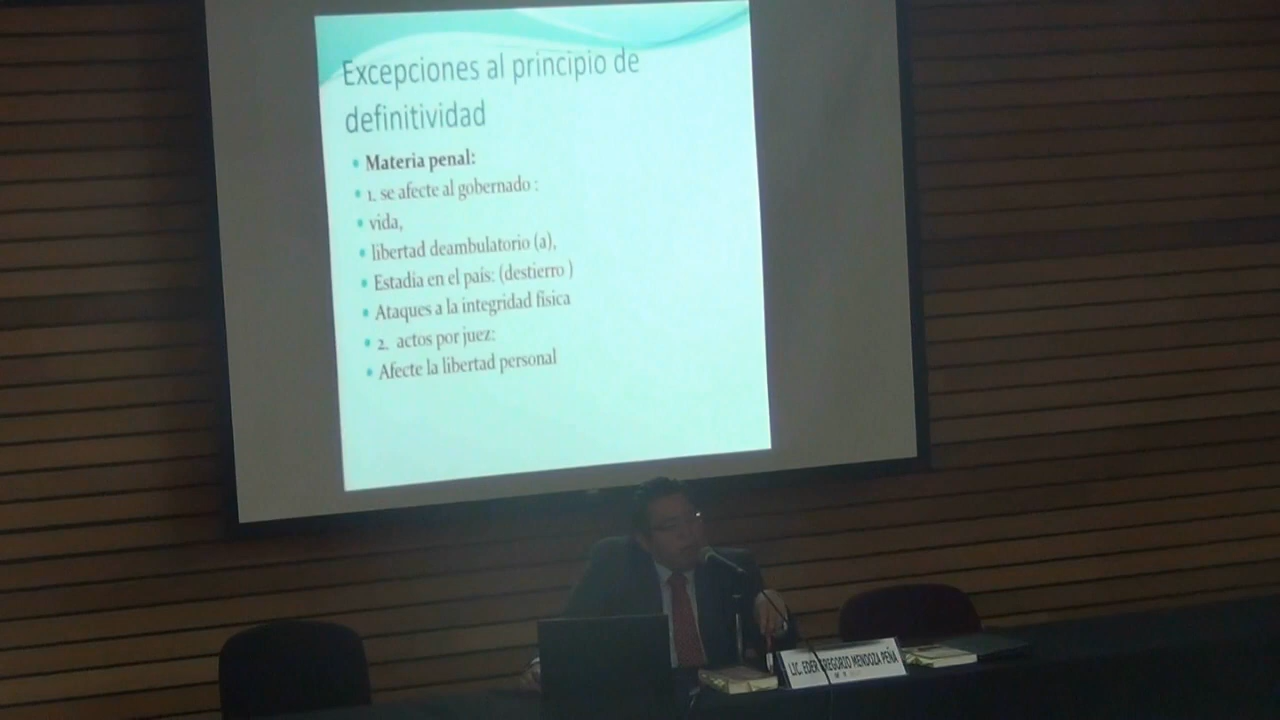 Excepciones al principio de
definitividad
Materia penal:
1. se afecte al gobernado :
vida,
libertad deambulatorio (a),
Estadía en el país: (destierro )
Ataques a la integridad física
2. actos por juez:
Afecte la libertad personal
LIC. EDER GREGORIO MENDOZA PEÑA